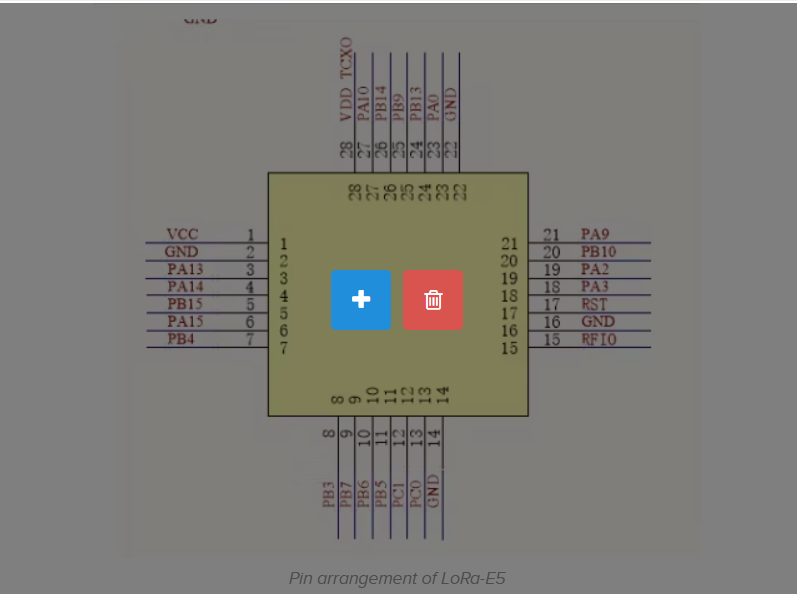 GND
VDD_TCXO
PA10
PB14
PB9
PB13
PA0
GND
28 27 26 25 24 23 22
28 27 26 25 24 23 22
VCC 1 1
GND 2 2
PA13 3 3
PA14 4 4
PB15 5 5
PA15 6 6
PB4 7 7
21 21 PA9
20 20 PB10
19 19 PA2
18 18 PA3
17 17 RST
16 16 GND
15 15 RFIO
8 9 10 11 12 13 14
8 9 10 11 12 13 14
PB3
PB7
PB6
PB5
PC1
PC0
GND
Pin arrangement of LoRa-E5